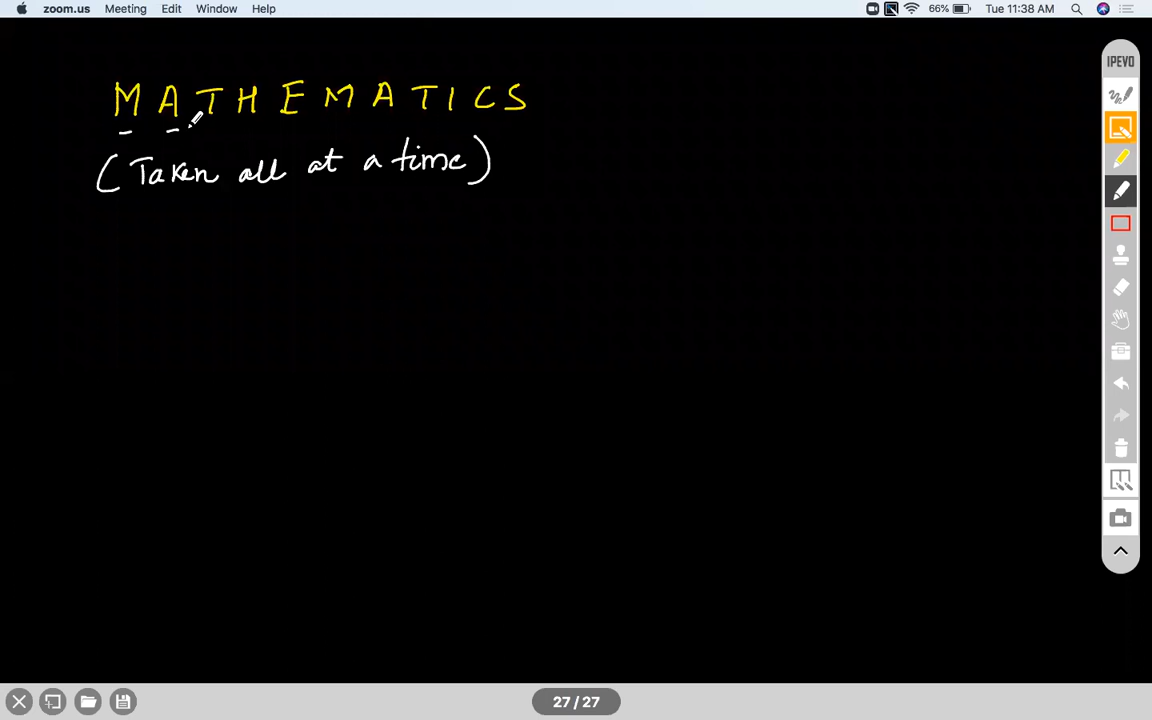 zoom.us Meeting Edit Window Help 66% Tue 11:38 AM
IPEVO
M A T H E M A T I C S
(Taken all at a time)
27 / 27